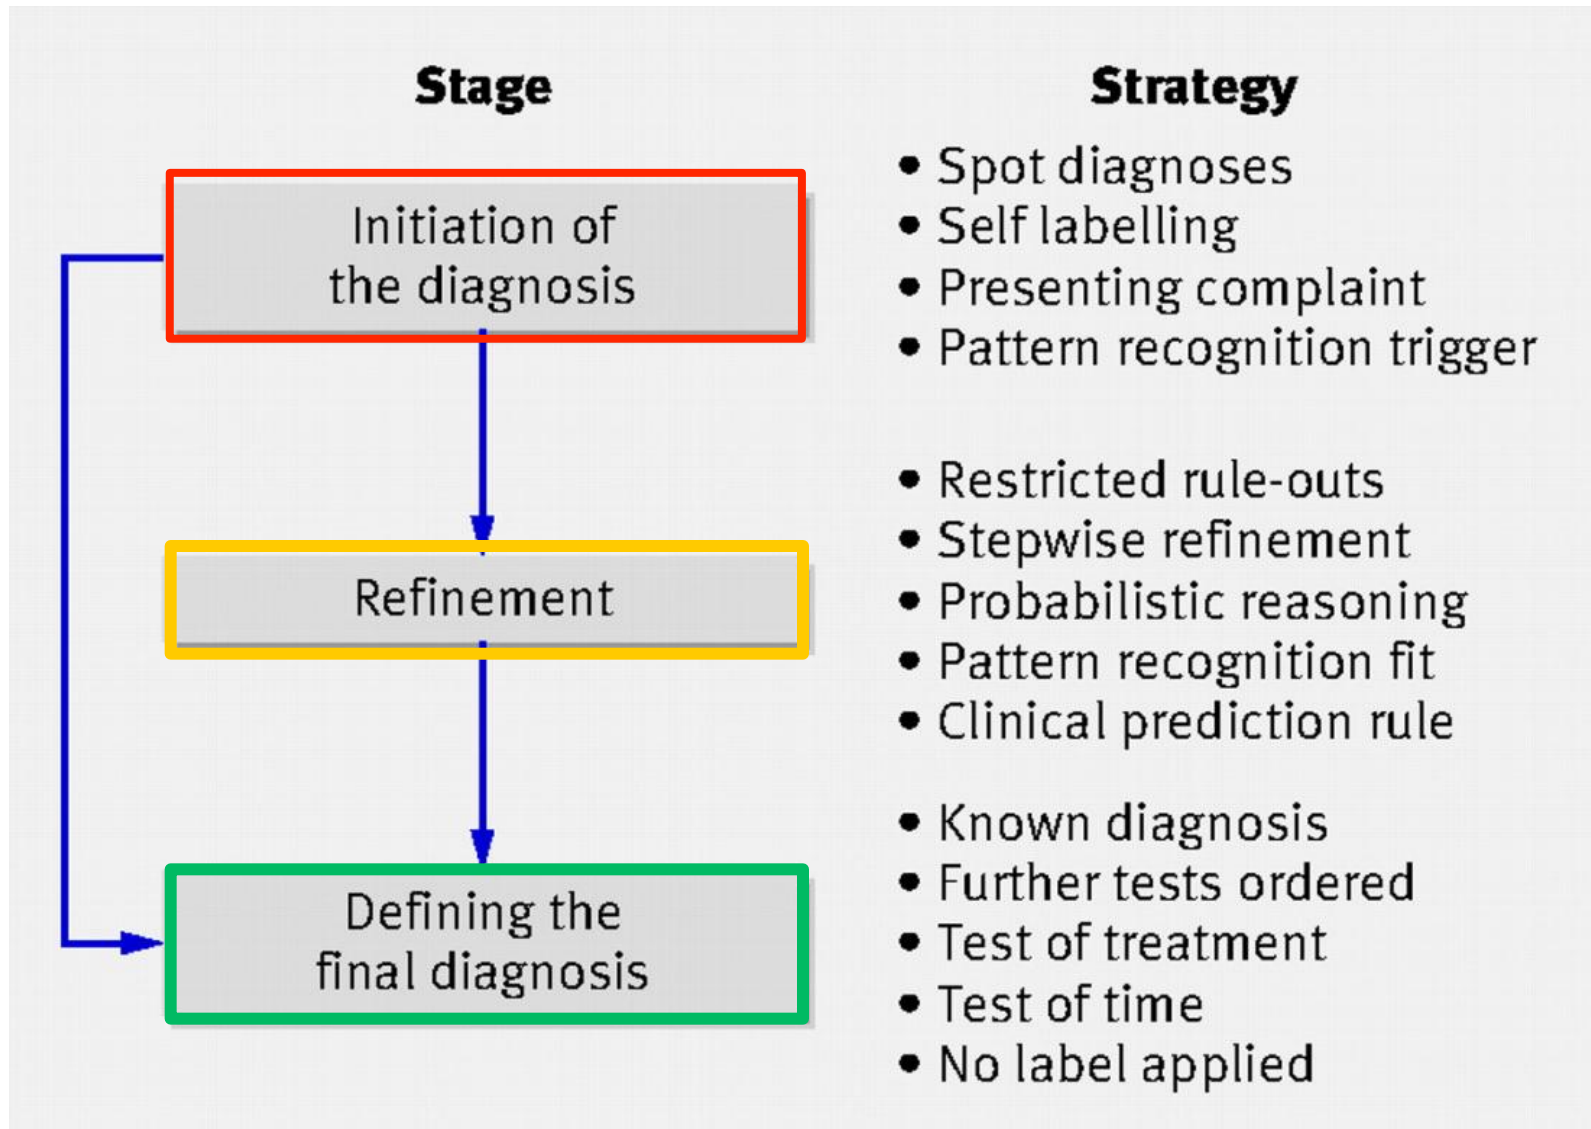 Stage
Strategy
Initiation of
the diagnosis
• Spot diagnoses
• Self labelling
• Presenting complaint
• Pattern recognition trigger
Refinement
• Restricted rule-outs
• Stepwise refinement
• Probabilistic reasoning
• Pattern recognition fit
• Clinical prediction rule
Defining the
final diagnosis
• Known diagnosis
• Further tests ordered
• Test of treatment
• Test of time
• No label applied